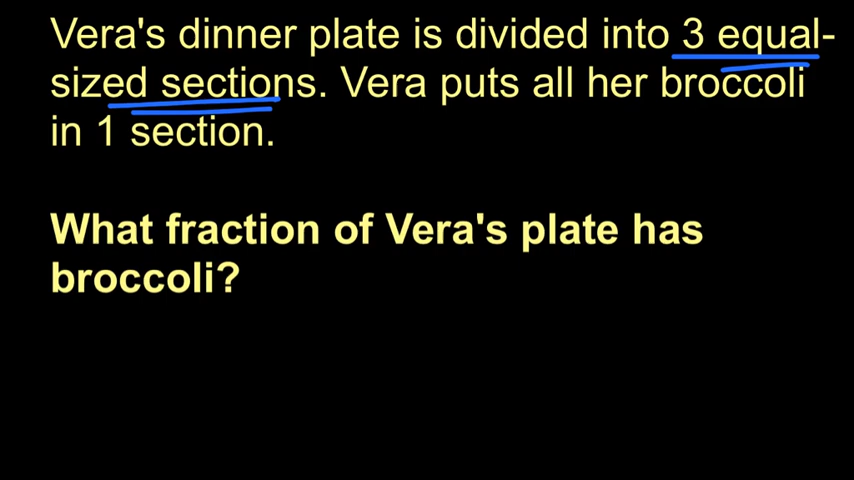 Vera's dinner plate is divided into 3 equal-
sized sections. Vera puts all her broccoli
in 1 section.
What fraction of Vera's plate has
broccoli?